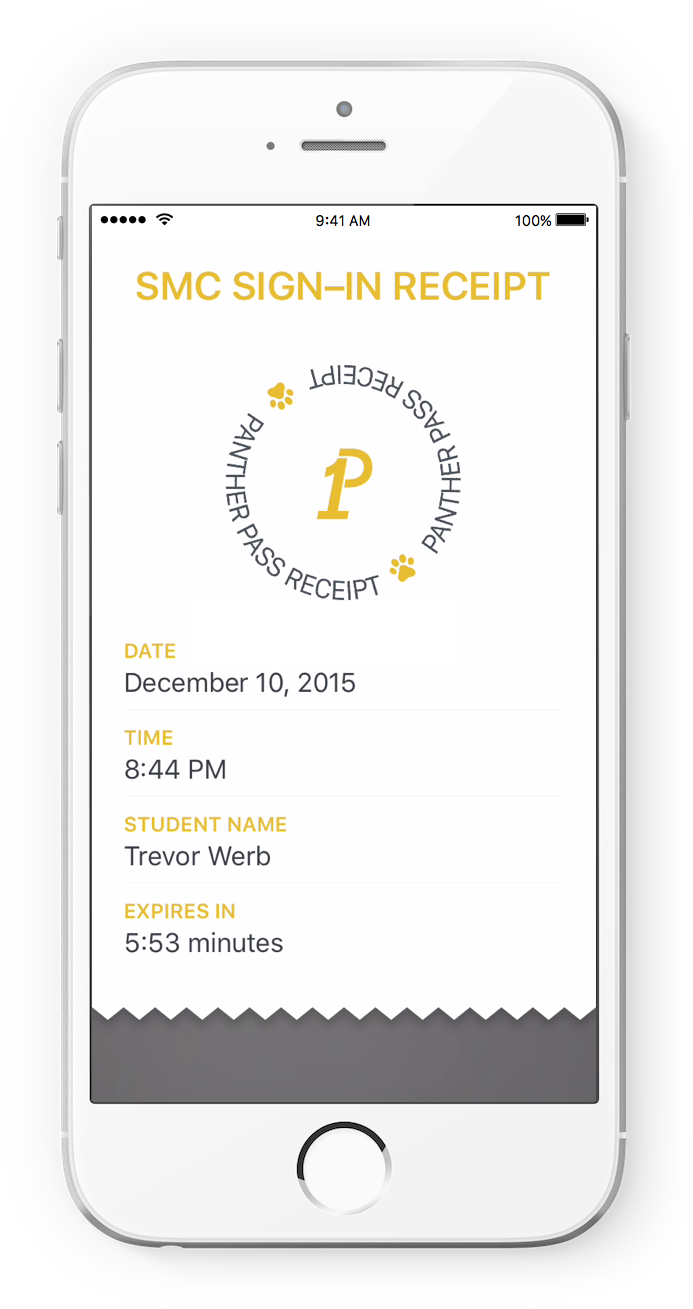 9:41 AM
100%
SMC SIGN–IN RECEIPT
PANTHER PASS RECEIPT
PANTHER PASS RECEIPT
1P
DATE
December 10, 2015
TIME
8:44 PM
STUDENT NAME
Trevor Werb
EXPIRES IN
5:53 minutes